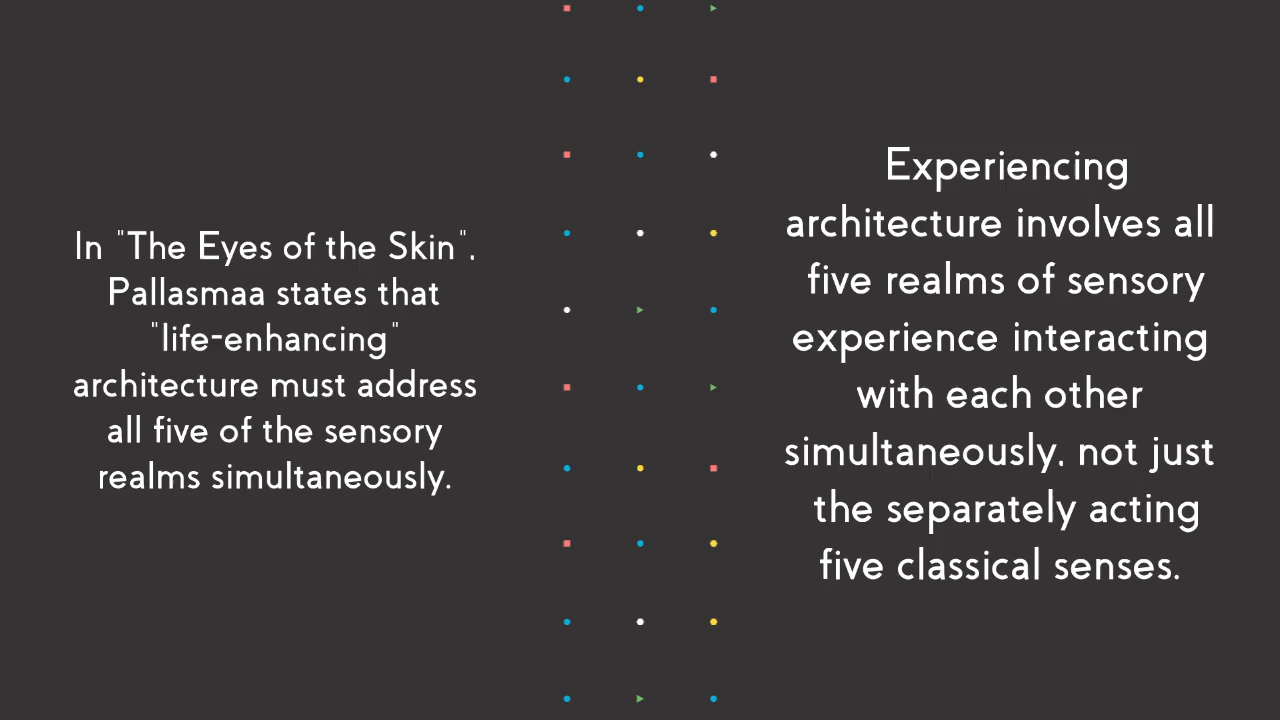 In "The Eyes of the Skin",
Pallasmaa states that
"life-enhancing"
architecture must address
all five of the sensory
realms simultaneously.
Experiencing
architecture involves all
five realms of sensory
experience interacting
with each other
simultaneously, not just
the separately acting
five classical senses.